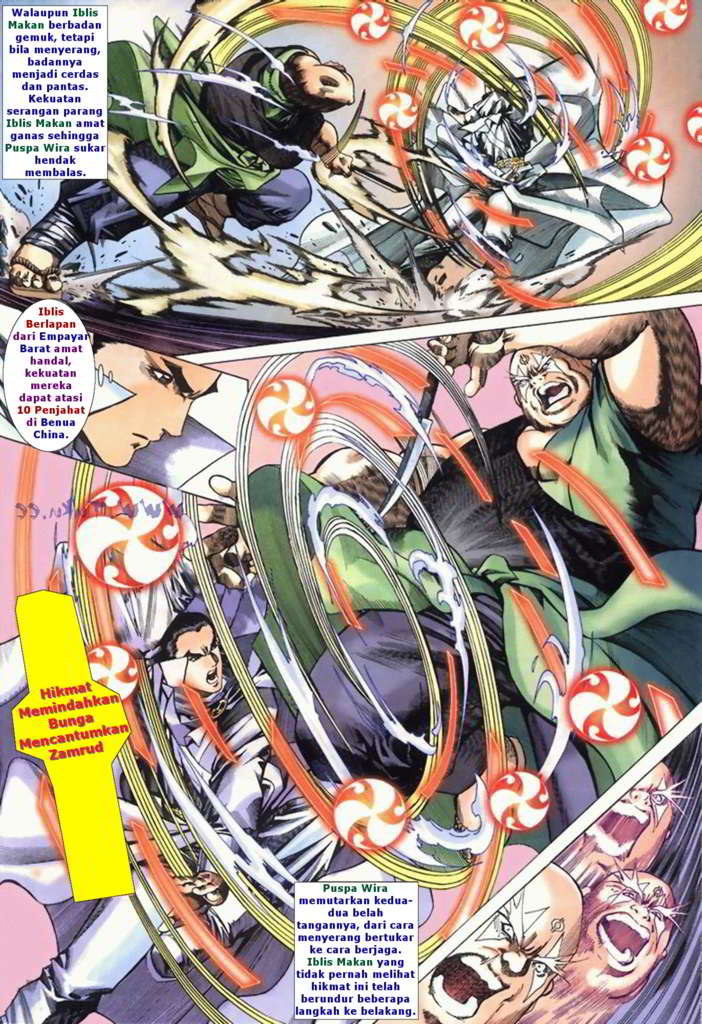 Walaupun Iblis
Makan berbadan
gemuk, tetapi
bila menyerang,
badannya
menjadi cerdas
dan pantas.
Kekuatan
serangan parang
Iblis Makan amat
ganas sehingga
Puspa Wira sukar
hendak
membalas.
Iblis
Berlapan
dari Empayar
Barat amat
handal,
kekuatan
mereka
dapat atasi
10 Penjahat
di Benua
China.
Hikmat
Memindahkan
Bunga
Mencantumkan
Zamrud
Puspa Wira
memutarkan kedua-
dua belah
tangannya, dari cara
menyerang bertukar
ke cara berjaga.
Iblis Makan yang
tidak pernah melihat
hikmat ini telah
berundur beberapa
langkah ke belakang.